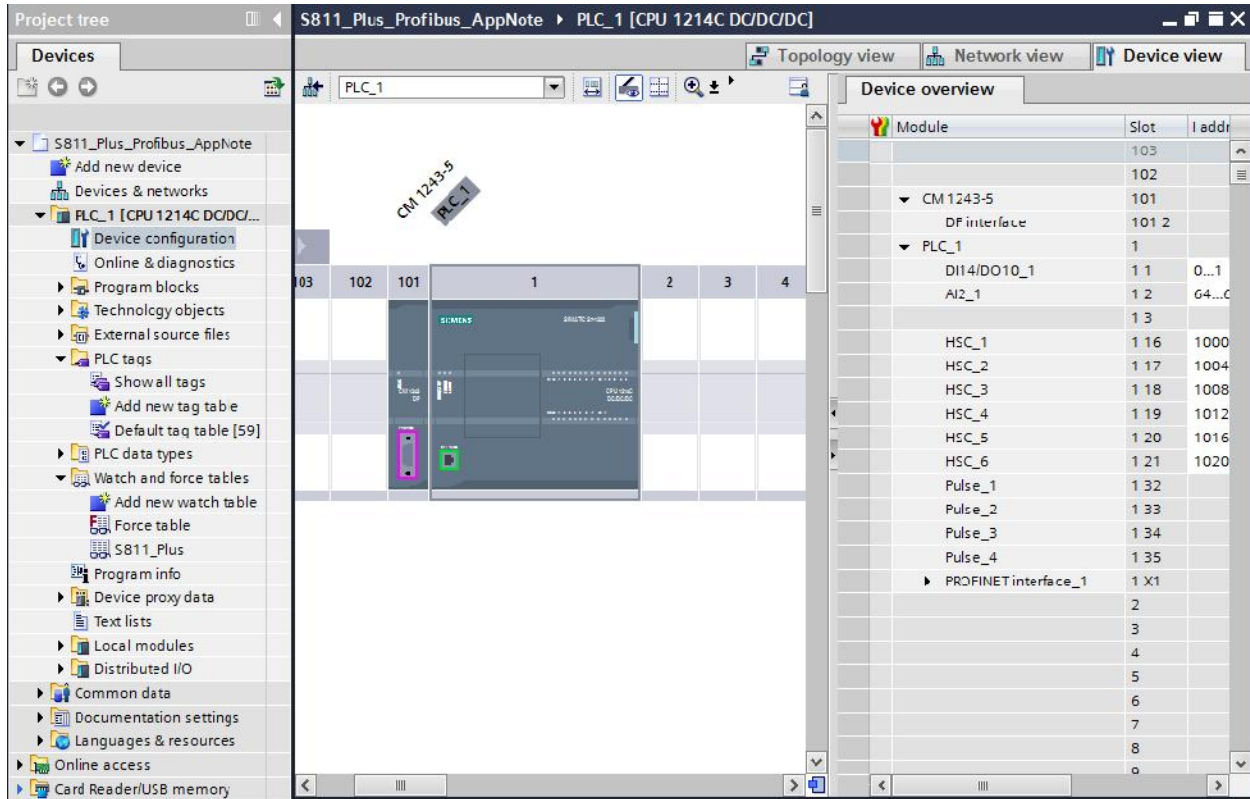 Project tree
S811_Plus_Profibus_AppNote ▸ PLC_1 [CPU 1214C DC/DC/DC]
Devices
Topology view
Network view
Device view
PLC_1
Device overview
S811_Plus_Profibus_AppNote
Add new device
Devices & networks
PLC_1 [CPU 1214C DC/DC/...
Device configuration
Online & diagnostics
Program blocks
Technology objects
External source files
PLC tags
Show all tags
Add new tag table
Default tag table [59]
PLC data types
Watch and force tables
Add new watch table
Force table
S811_Plus
Program info
Device proxy data
Text lists
Local modules
Distributed I/O
Common data
Documentation settings
Languages & resources
Online access
Card Reader/USB memory
CM 1243-5
PLC_1
103 102 101 1 2 3 4
SIEMENS
CPU 1214C
DC/DC/DC
Module Slot I addr
103
102
CM 1243-5 101
DP interface 101 2
PLC_1 1
DI14/DO10_1 1 1 0...1
AI2_1 1 2 64...6
1 3
HSC_1 1 16 1000
HSC_2 1 17 1004
HSC_3 1 18 1008
HSC_4 1 19 1012
HSC_5 1 20 1016
HSC_6 1 21 1020
Pulse_1 1 32
Pulse_2 1 33
Pulse_3 1 34
Pulse_4 1 35
PROFINET interface_1 1 X1
2
3
4
5
6
7
8
9